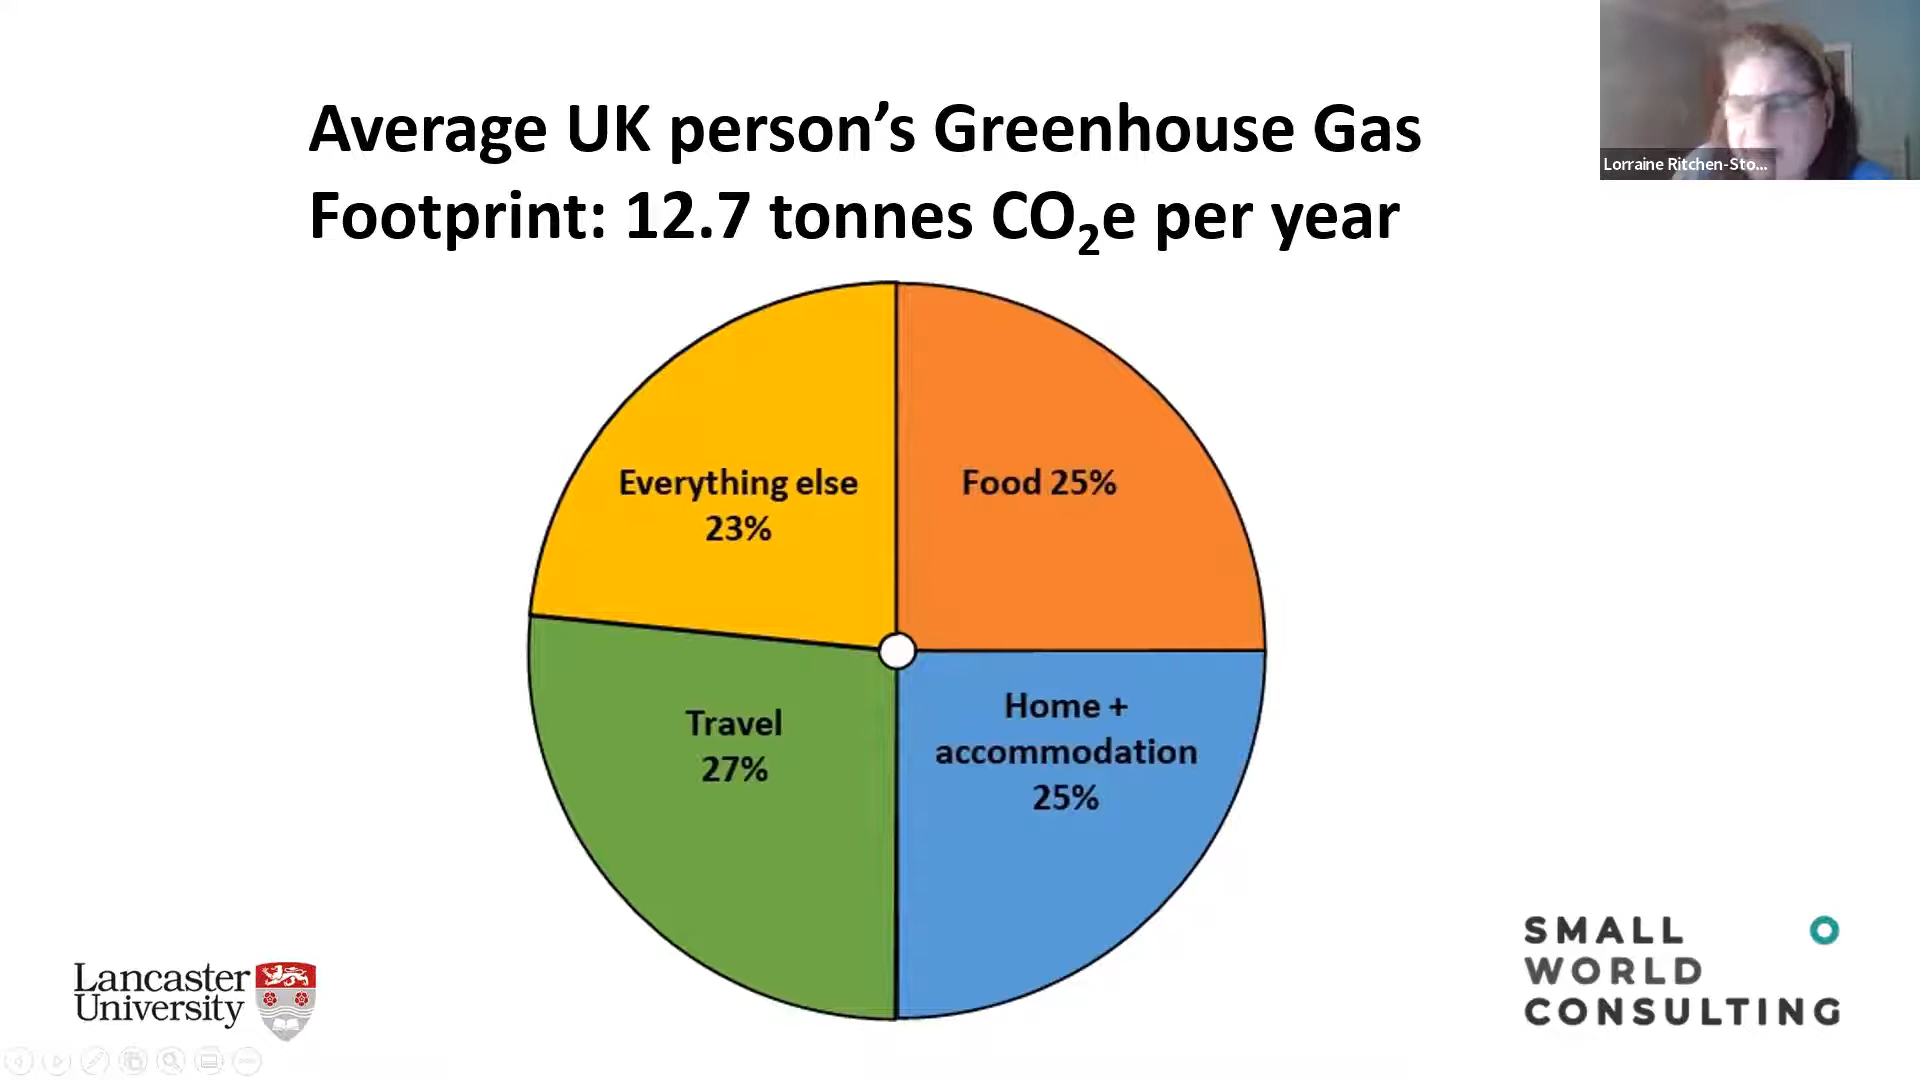 Average UK person’s Greenhouse Gas
Footprint: 12.7 tonnes CO₂e per year
Lorraine Ritchen-Sto...
Everything else
23%
Food 25%
Travel
27%
Home +
accommodation
25%
Lancaster
University
SMALL
WORLD
CONSULTING